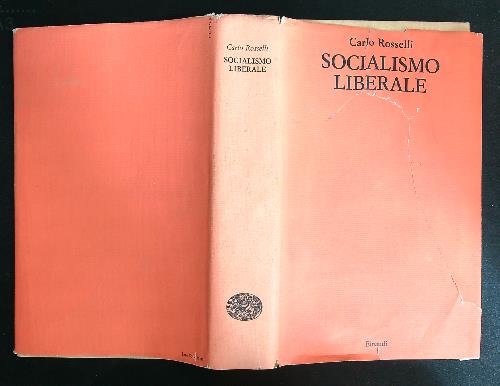 Carlo Rosselli
SOCIALISMO
LIBERALE
Carlo Rosselli
SOCIALISMO
LIBERALE
Einaudi